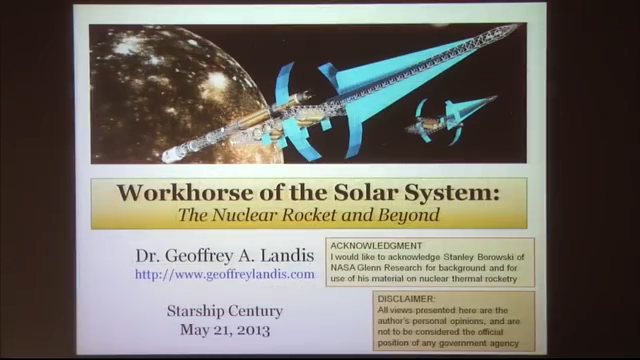 Workhorse of the Solar System:
The Nuclear Rocket and Beyond
Dr. Geoffrey A. Landis
http://www.geoffreylandis.com
ACKNOWLEDGMENT
I would like to acknowledge Stanley Borowski of
NASA Glenn Research for background and for
use of his material on nuclear thermal rocketry
Starship Century
May 21, 2013
DISCLAIMER:
All views presented here are the
author's personal opinions, and are
not to be considered the official
position of any government agency